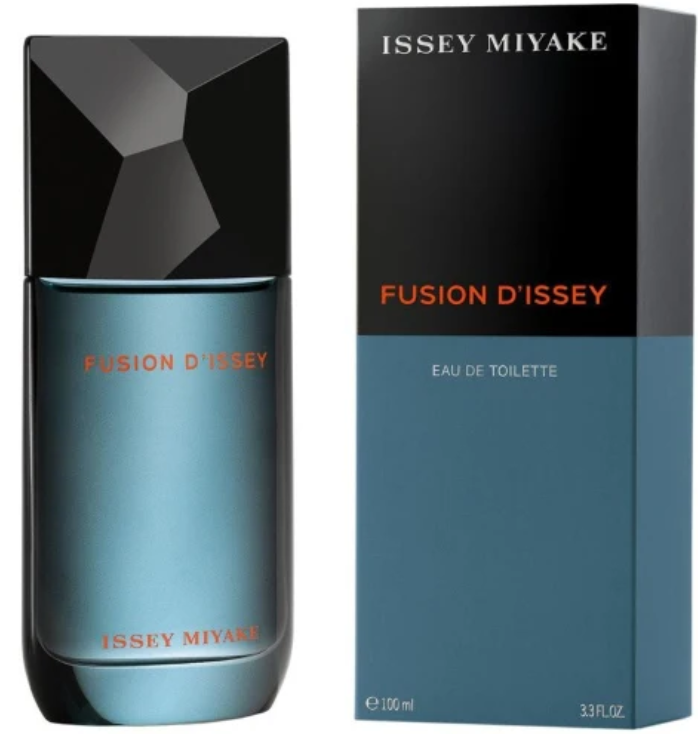 FUSION D'ISSEY
ISSEY MIYAKE
ISSEY MIYAKE
FUSION D'ISSEY
EAU DE TOILETTE
℮ 100 ml
3.3 FL.OZ.